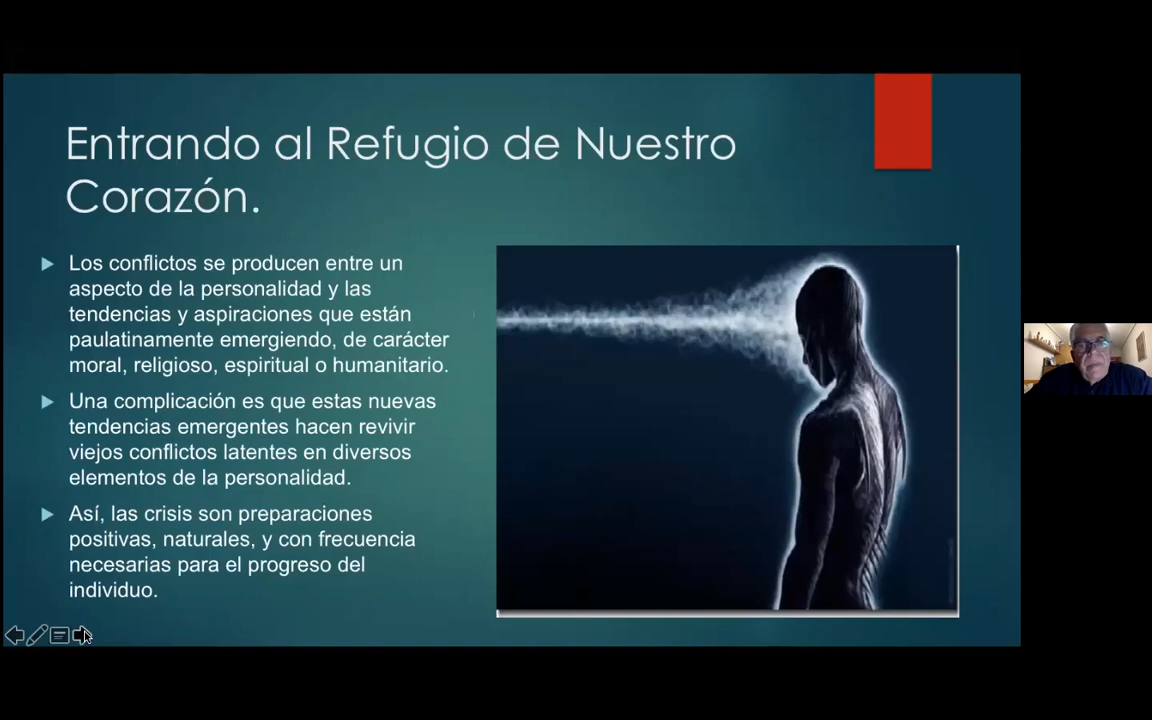 Entrando al Refugio de Nuestro
Corazón.
Los conflictos se producen entre un
aspecto de la personalidad y las
tendencias y aspiraciones que están
paulatinamente emergiendo, de carácter
moral, religioso, espiritual o humanitario.
Una complicación es que estas nuevas
tendencias emergentes hacen revivir
viejos conflictos latentes en diversos
elementos de la personalidad.
Así, las crisis son preparaciones
positivas, naturales, y con frecuencia
necesarias para el progreso del
individuo.